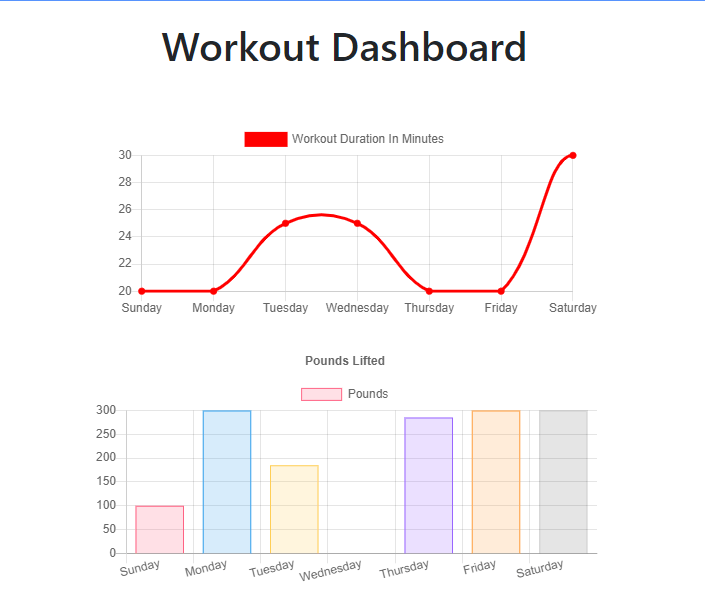 Workout Dashboard
Workout Duration In Minutes
30
28
26
24
22
20
Sunday Monday Tuesday Wednesday Thursday Friday Saturday
Pounds Lifted
Pounds
300
250
200
150
100
50
0
Sunday Monday Tuesday Wednesday Thursday Friday Saturday